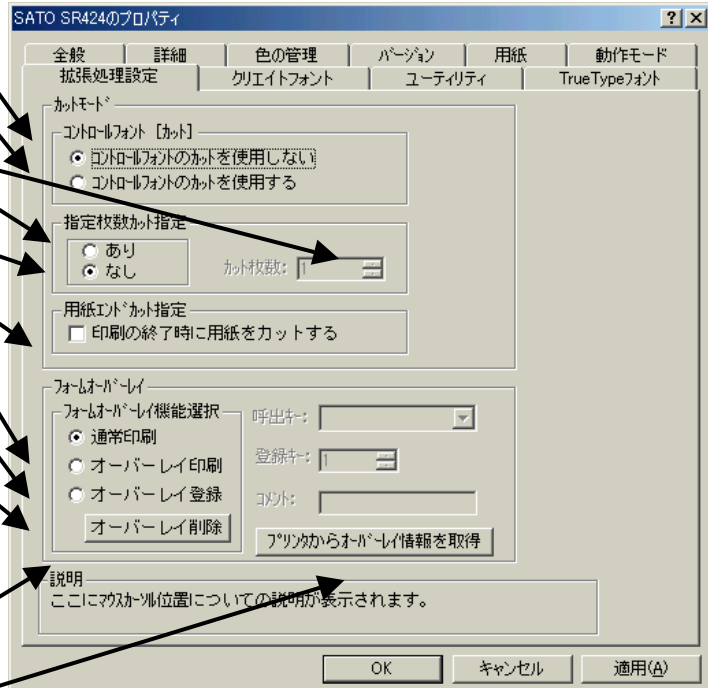 SATO SR424のプロパティ
全般 詳細 色の管理 ﾊﾞｰｼﾞｮﾝ 用紙 動作モード
拡張処理設定 ｸﾘｴｲﾄﾌｫﾝﾄ ﾕｰﾃｨﾘﾃｨ TrueTypeﾌｫﾝﾄ
ｶｯﾄﾓｰﾄﾞ
ｺﾝﾄﾛｰﾙﾌｫﾝﾄ [ｶｯﾄ]
ｺﾝﾄﾛｰﾙﾌｫﾝﾄのｶｯﾄを使用しない
ｺﾝﾄﾛｰﾙﾌｫﾝﾄのｶｯﾄを使用する
指定枚数ｶｯﾄ指定
あり
なし
ｶｯﾄ枚数: 1
用紙ｴﾝﾄﾞｶｯﾄ指定
印刷の終了時に用紙をカットする
ﾌｫｰﾑｵｰﾊﾞｰﾚｲ
ﾌｫｰﾑｵｰﾊﾞｰﾚｲ機能選択
通常印刷
オーバーレイ印刷
オーバーレイ登録
オーバーレイ削除
呼出ｷｰ:
登録ｷｰ: 1
ｺﾒﾝﾄ:
ﾌﾟﾘﾝﾀからｵｰﾊﾞｰﾚｲ情報を取得
説明
ここにﾏｳｽｶｰｿﾙ位置についての説明が表示されます。
OK キャンセル 適用(A)